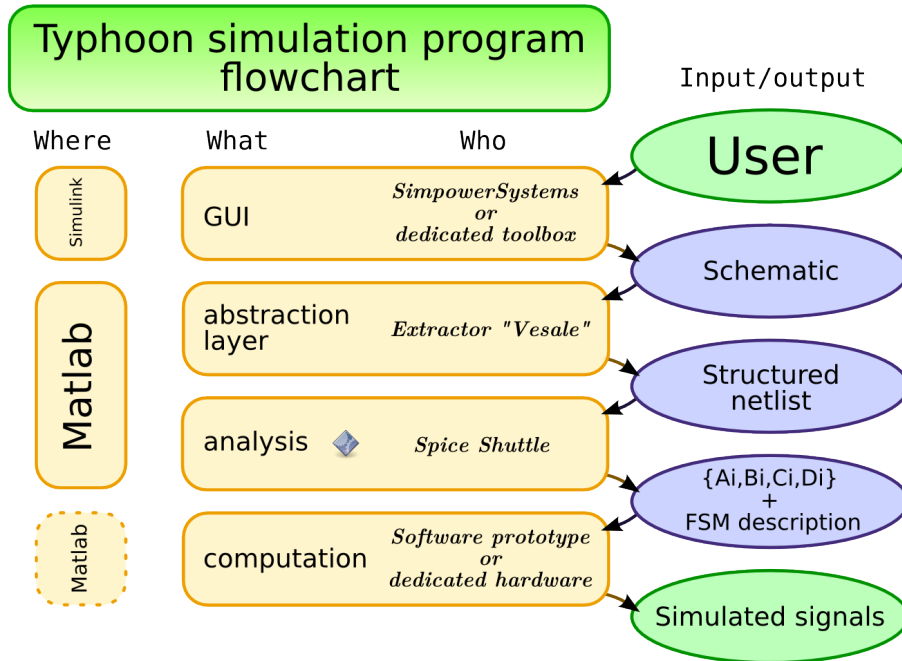 Typhoon simulation program
flowchart
Input/output
Where
What
Who
User
Simulink
GUI
SimpowerSystems
or
dedicated toolbox
Schematic
Matlab
abstraction
layer
Extractor "Vesale"
Structured
netlist
analysis
Spice Shuttle
{Ai,Bi,Ci,Di}
+
FSM description
Matlab
computation
Software prototype
or
dedicated hardware
Simulated signals